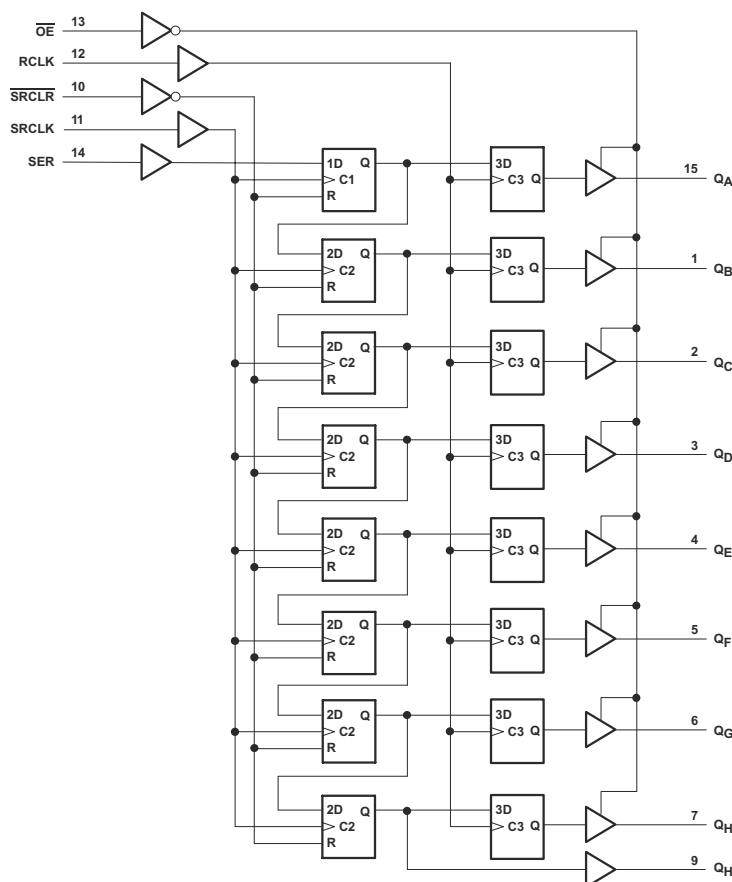 OE 13
RCLK 12
SRCLR 10
SRCLK 11
SER 14
1D Q 3D 15
C1 C3 Q QA
R
2D Q 3D 1
C2 C3 Q QB
R
2D Q 3D 2
C2 C3 Q QC
R
2D Q 3D 3
C2 C3 Q QD
R
2D Q 3D 4
C2 C3 Q QE
R
2D Q 3D 5
C2 C3 Q QF
R
2D Q 3D 6
C2 C3 Q QG
R
2D Q 3D 7
C2 C3 Q QH
R
9 QH